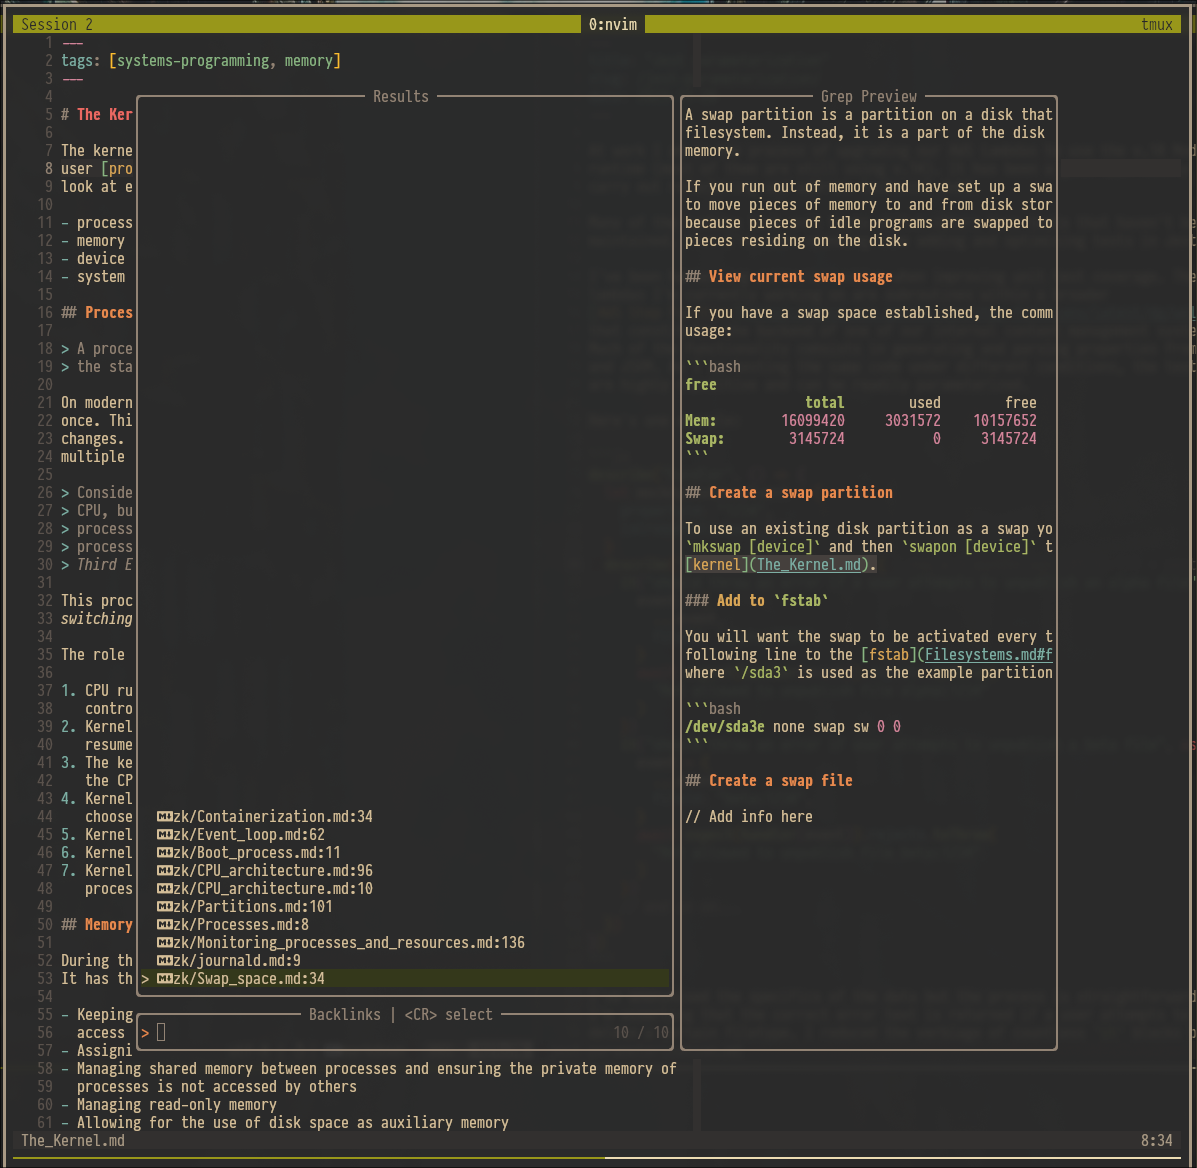 Session 2 0:nvim tmux
1 ---
2 tags: [systems-programming, memory]
3 ---
4
5 # The Ker
6
7 The kerne
8 user [pro
9 look at e
10
11 - process
12 - memory
13 - device
14 - system
15
16 ## Proces
17
18 > A proce
19 > the sta
20
21 On modern
22 once. Thi
23 changes.
24 multiple
25
26 > Conside
27 > CPU, bu
28 > process
29 > process
30 > Third E
31
32 This proc
33 switching
34
35 The role
36
37 1. CPU ru
38 contro
39 2. Kernel
40 resume
41 3. The ke
42 the CP
43 4. Kernel
44 choose
45 5. Kernel
46 6. Kernel
47 7. Kernel
48 proces
49
50 ## Memory
51
52 During th
53 It has th
54
55 - Keeping
56 access
57 - Assigni
58 - Managing shared memory between processes and ensuring the private memory of
59 processes is not accessed by others
60 - Managing read-only memory
61 - Allowing for the use of disk space as auxiliary memory
Results
zk/Containerization.md:34
zk/Event_loop.md:62
zk/Boot_process.md:11
zk/CPU_architecture.md:96
zk/CPU_architecture.md:10
zk/Partitions.md:101
zk/Processes.md:8
zk/Monitoring_processes_and_resources.md:136
zk/journald.md:9
> zk/Swap_space.md:34
Backlinks | <CR> select
> 10 / 10
Grep Preview
A swap partition is a partition on a disk that
filesystem. Instead, it is a part of the disk
memory.
If you run out of memory and have set up a swa
to move pieces of memory to and from disk stor
because pieces of idle programs are swapped to
pieces residing on the disk.
## View current swap usage
If you have a swap space established, the comm
usage:
```bash
free
total used free
Mem: 16099420 3031572 10157652
Swap: 3145724 0 3145724
```
## Create a swap partition
To use an existing disk partition as a swap yo
`mkswap [device]` and then `swapon [device]` t
[kernel](The_Kernel.md).
### Add to `fstab`
You will want the swap to be activated every t
following line to the [fstab](Filesystems.md#f
where `/sda3` is used as the example partition
```bash
/dev/sda3e none swap sw 0 0
```
## Create a swap file
// Add info here
The_Kernel.md 8:34